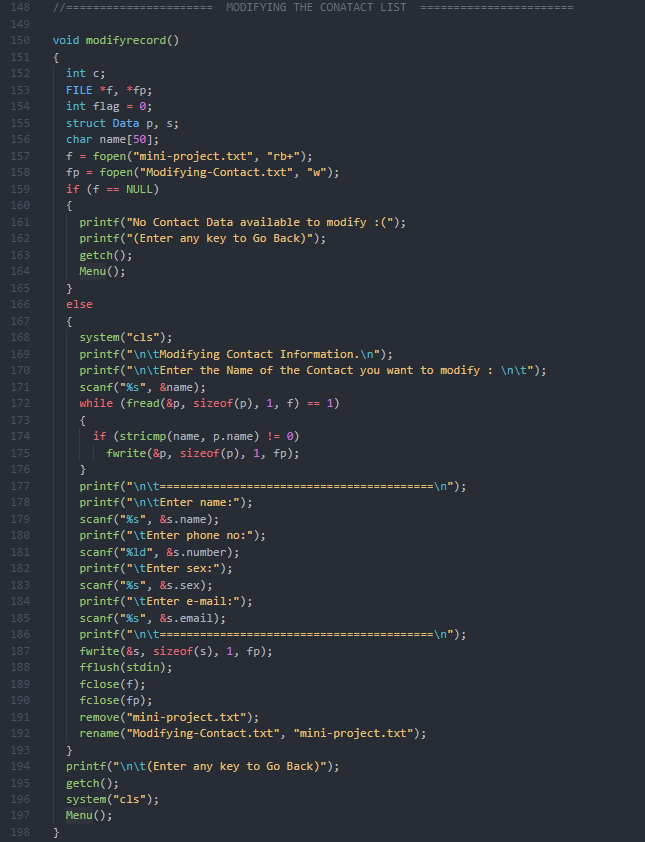 148 //====================== MODIFYING THE CONATACT LIST =======================
149
150 void modifyrecord()
151 {
152 int c;
153 FILE *f, *fp;
154 int flag = 0;
155 struct Data p, s;
156 char name[50];
157 f = fopen("mini-project.txt", "rb+");
158 fp = fopen("Modifying-Contact.txt", "w");
159 if (f == NULL)
160 {
161 printf("No Contact Data available to modify :(");
162 printf("(Enter any key to Go Back)");
163 getch();
164 Menu();
165 }
166 else
167 {
168 system("cls");
169 printf("\n\tModifying Contact Information.\n");
170 printf("\n\tEnter the Name of the Contact you want to modify : \n\t");
171 scanf("%s", &name);
172 while (fread(&p, sizeof(p), 1, f) == 1)
173 {
174 if (stricmp(name, p.name) != 0)
175 fwrite(&p, sizeof(p), 1, fp);
176 }
177 printf("\n\t=========================================\n");
178 printf("\n\tEnter name:");
179 scanf("%s", &s.name);
180 printf("\tEnter phone no:");
181 scanf("%ld", &s.number);
182 printf("\tEnter sex:");
183 scanf("%s", &s.sex);
184 printf("\tEnter e-mail:");
185 scanf("%s", &s.email);
186 printf("\n\t=========================================\n");
187 fwrite(&s, sizeof(s), 1, fp);
188 fflush(stdin);
189 fclose(f);
190 fclose(fp);
191 remove("mini-project.txt");
192 rename("Modifying-Contact.txt", "mini-project.txt");
193 }
194 printf("\n\t(Enter any key to Go Back)");
195 getch();
196 system("cls");
197 Menu();
198 }